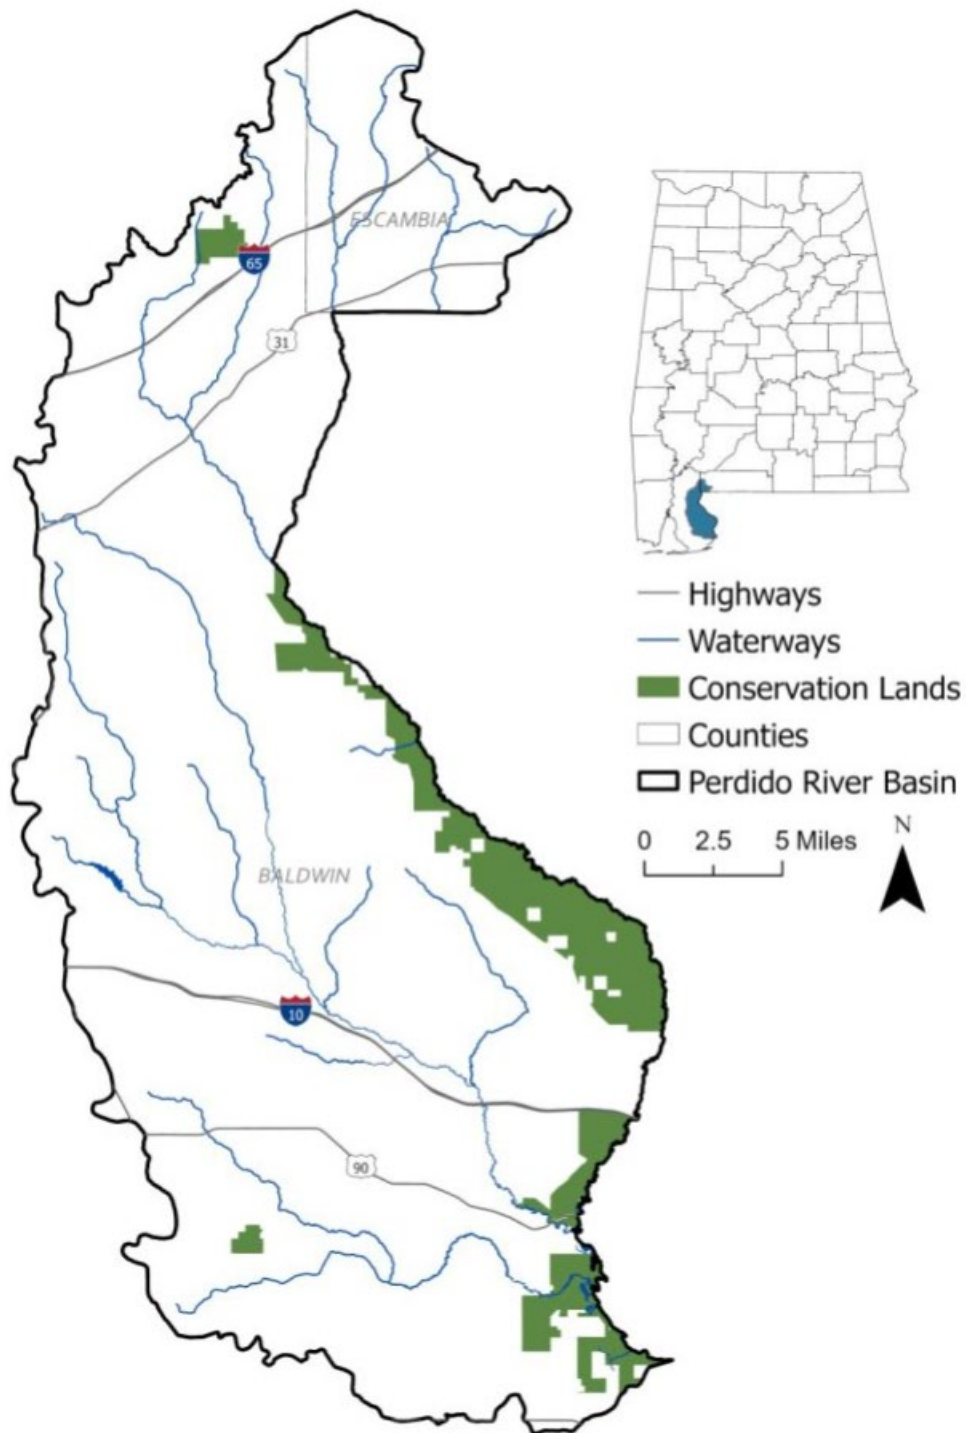 ESCAMBIA
65
31
Highways
Waterways
Conservation Lands
Counties
Perdido River Basin
0 2.5 5 Miles
N
BALDWIN
10
90